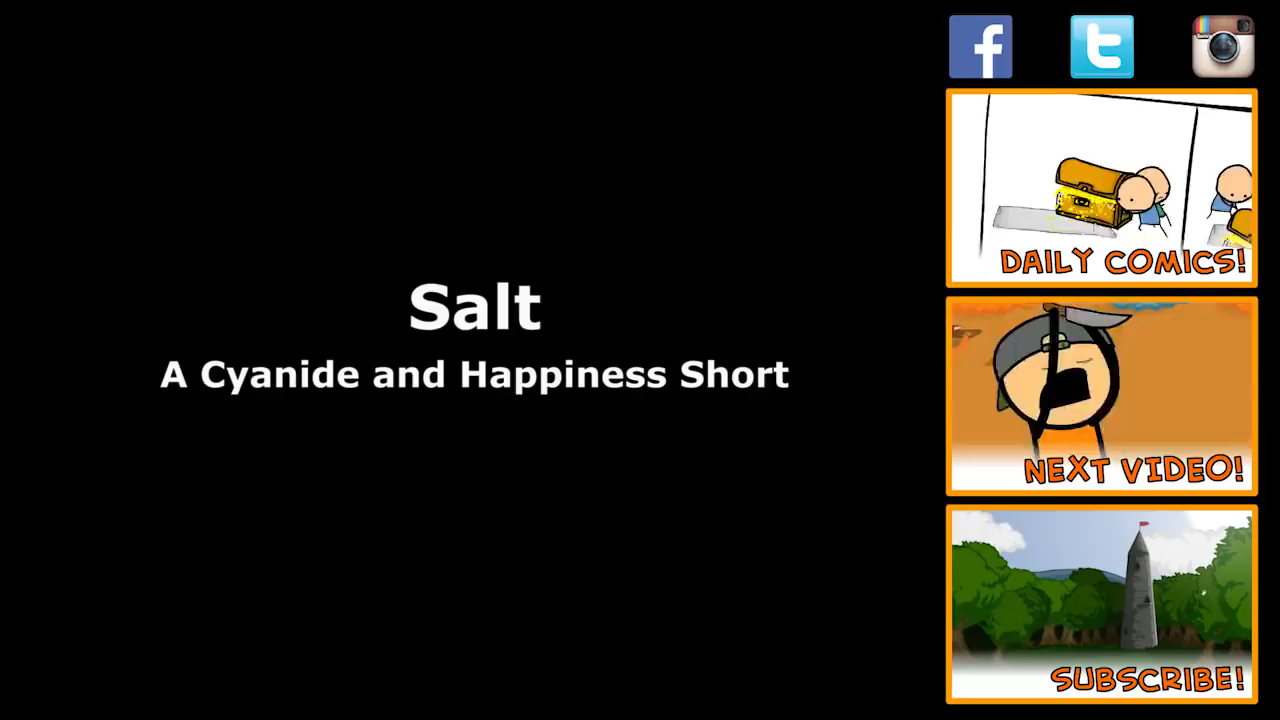 Salt
A Cyanide and Happiness Short
DAILY COMICS!
NEXT VIDEO!
SUBSCRIBE!